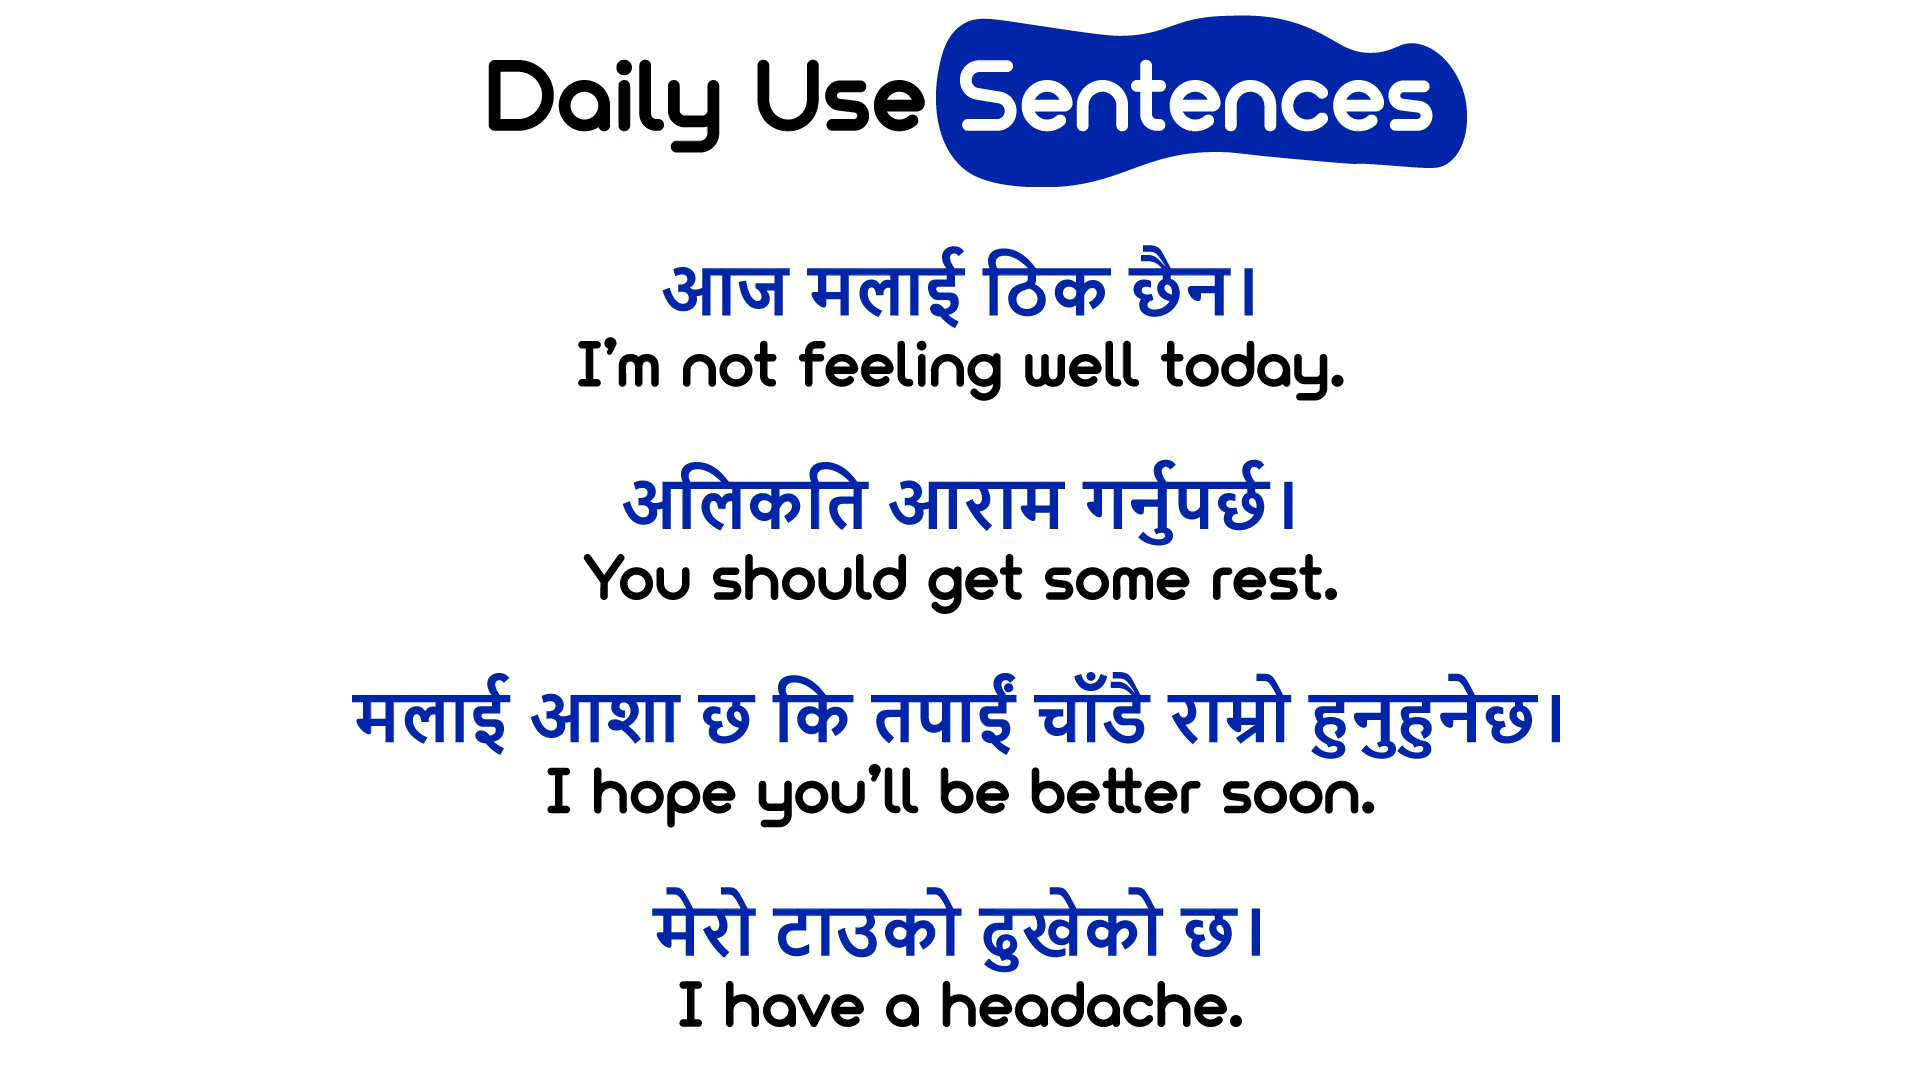 Daily Use Sentences
आज मलाई ठिक छैन।
I'm not feeling well today.
अलिकति आराम गर्नुपर्छ।
You should get some rest.
मलाई आशा छ कि तपाईं चाँडै राम्रो हुनुहुनेछ।
I hope you'll be better soon.
मेरो टाउको ढुखेको छ।
I have a headache.